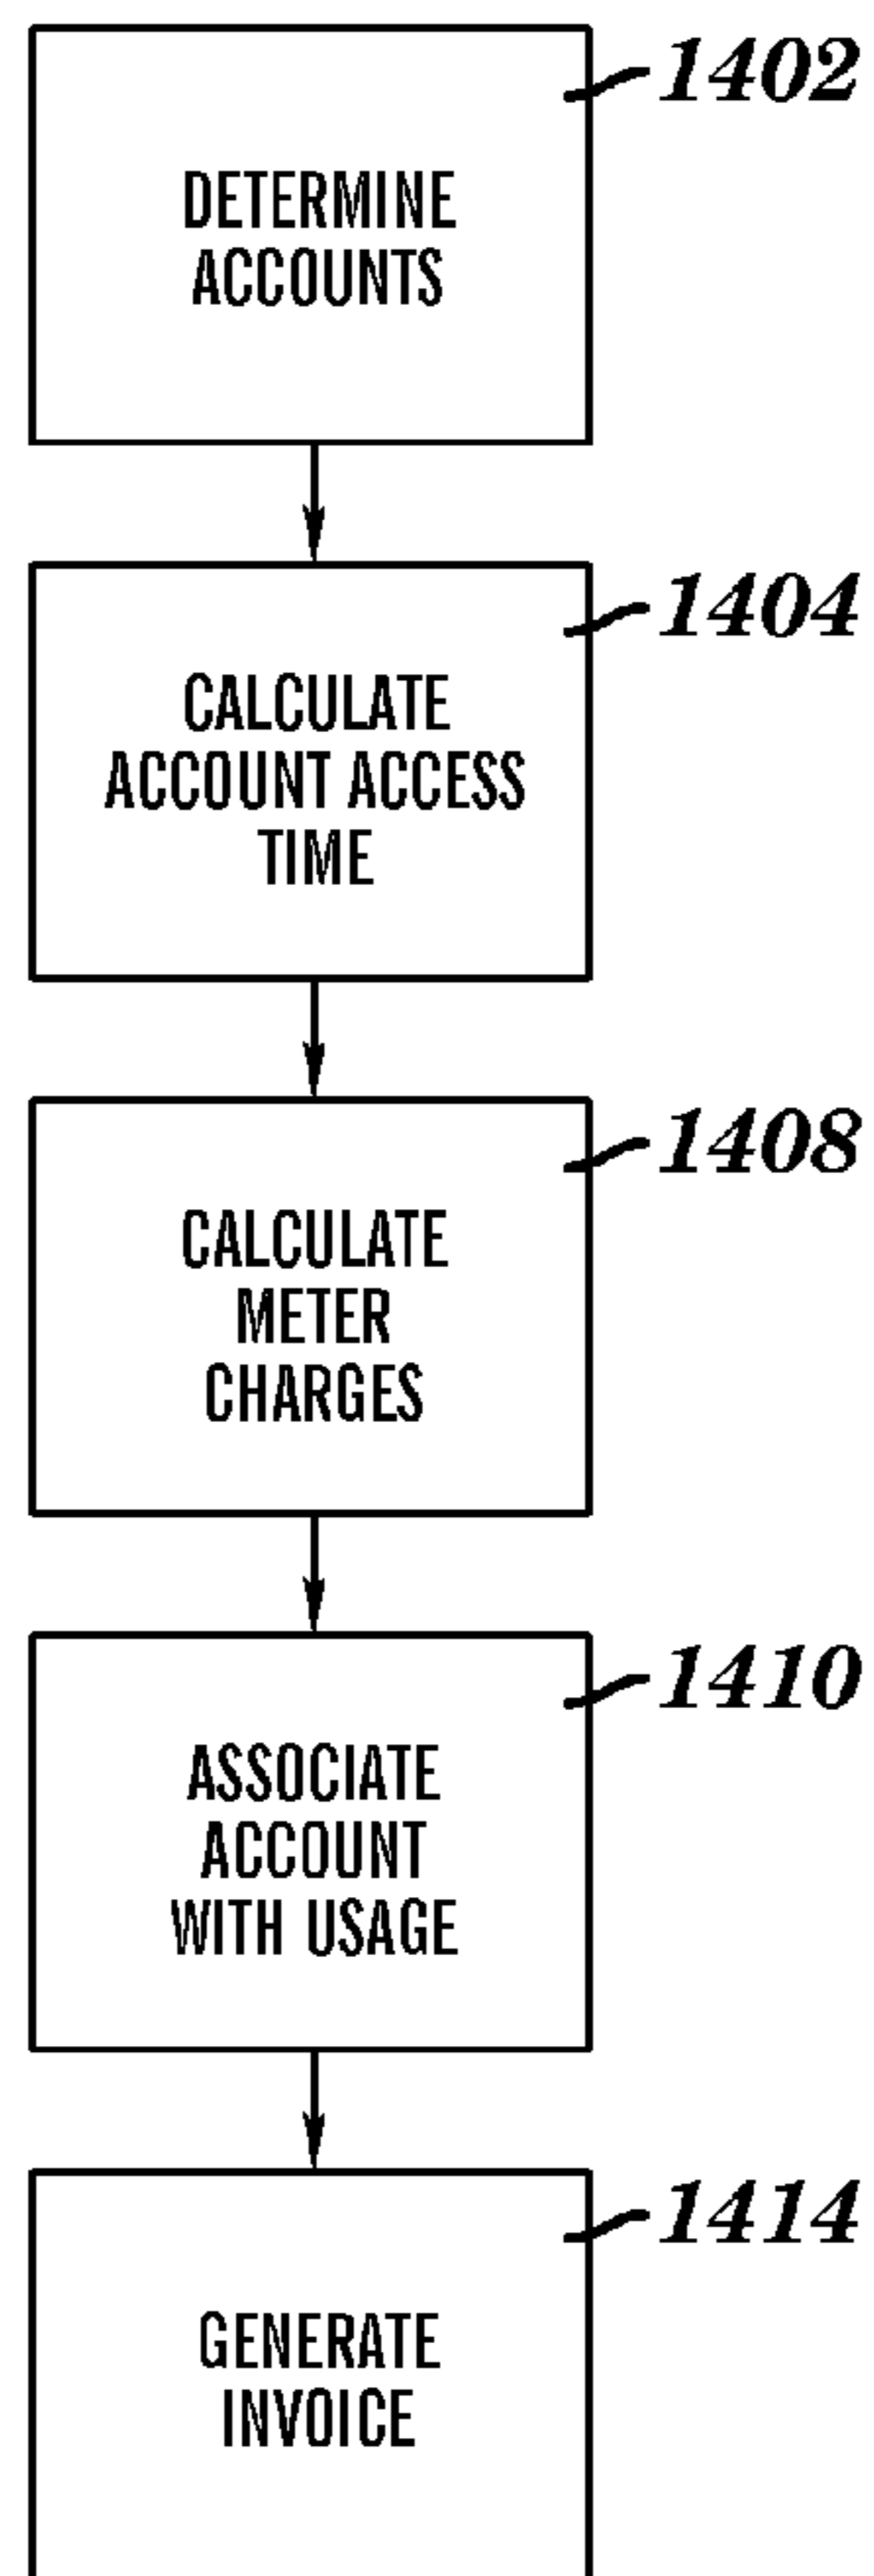 1402
DETERMINE
ACCOUNTS
1404
CALCULATE
ACCOUNT ACCESS
TIME
1408
CALCULATE
METER
CHARGES
1410
ASSOCIATE
ACCOUNT
WITH USAGE
1414
GENERATE
INVOICE